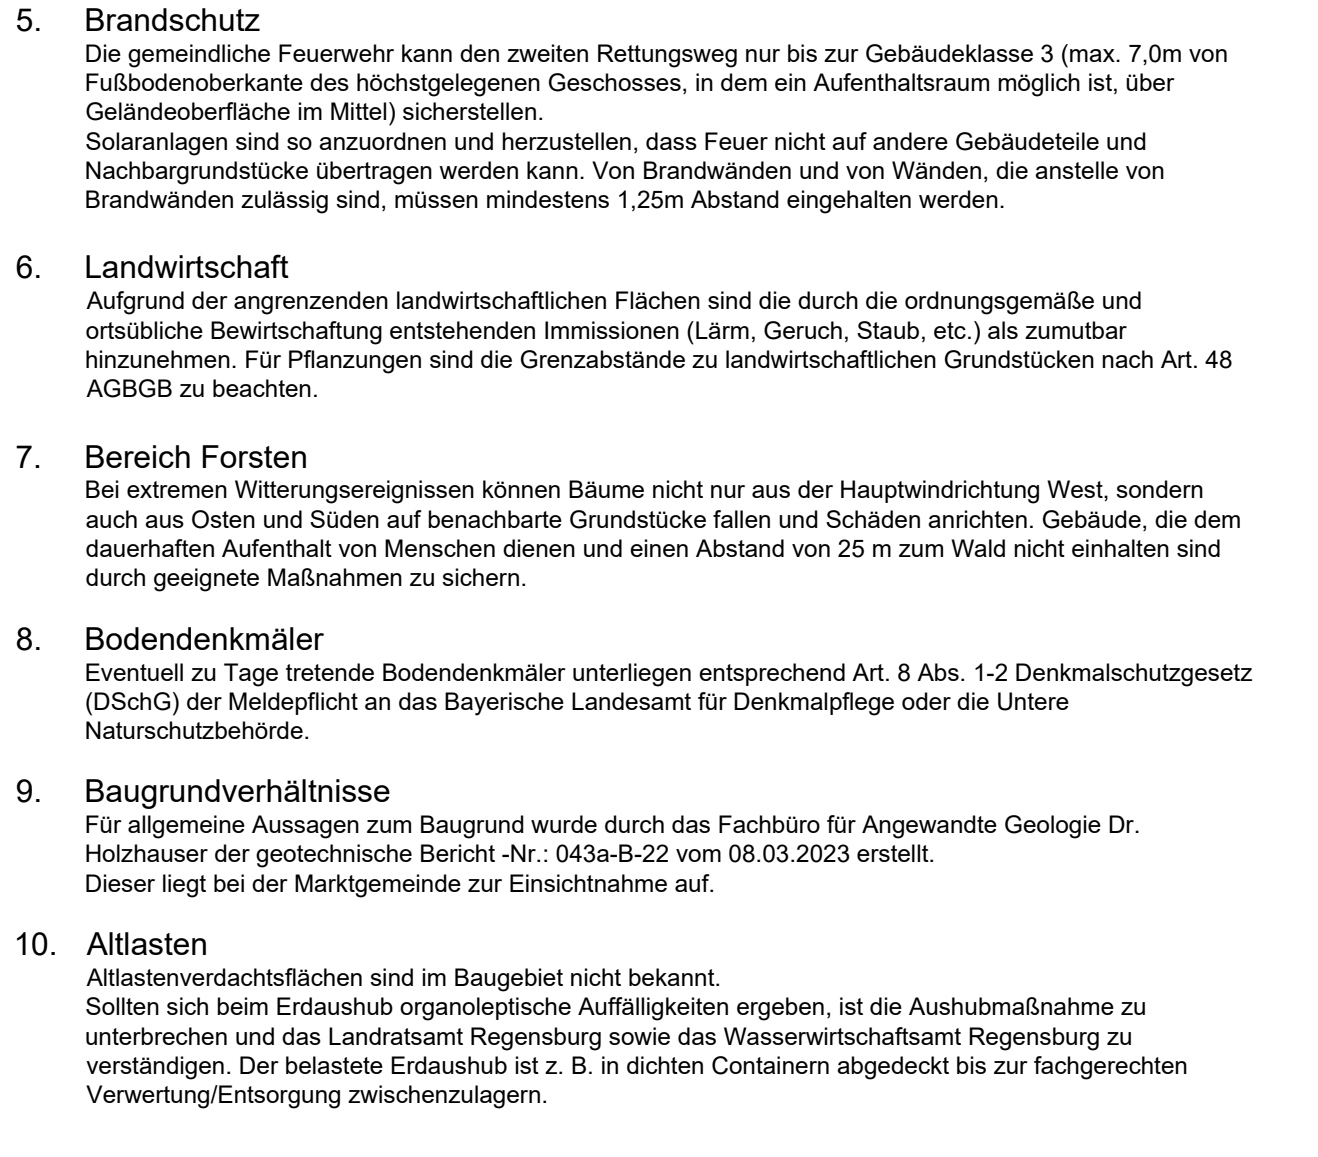 5. Brandschutz
Die gemeindliche Feuerwehr kann den zweiten Rettungsweg nur bis zur Gebäudeklasse 3 (max. 7,0m von
Fußbodenoberkante des höchstgelegenen Geschosses, in dem ein Aufenthaltsraum möglich ist, über
Geländeoberfläche im Mittel) sicherstellen.
Solaranlagen sind so anzuordnen und herzustellen, dass Feuer nicht auf andere Gebäudeteile und
Nachbargrundstücke übertragen werden kann. Von Brandwänden und von Wänden, die anstelle von
Brandwänden zulässig sind, müssen mindestens 1,25m Abstand eingehalten werden.
6. Landwirtschaft
Aufgrund der angrenzenden landwirtschaftlichen Flächen sind die durch die ordnungsgemäße und
ortsübliche Bewirtschaftung entstehenden Immissionen (Lärm, Geruch, Staub, etc.) als zumutbar
hinzunehmen. Für Pflanzungen sind die Grenzabstände zu landwirtschaftlichen Grundstücken nach Art. 48
AGBGB zu beachten.
7. Bereich Forsten
Bei extremen Witterungsereignissen können Bäume nicht nur aus der Hauptwindrichtung West, sondern
auch aus Osten und Süden auf benachbarte Grundstücke fallen und Schäden anrichten. Gebäude, die dem
dauerhaften Aufenthalt von Menschen dienen und einen Abstand von 25 m zum Wald nicht einhalten sind
durch geeignete Maßnahmen zu sichern.
8. Bodendenkmäler
Eventuell zu Tage tretende Bodendenkmäler unterliegen entsprechend Art. 8 Abs. 1-2 Denkmalschutzgesetz
(DSchG) der Meldepflicht an das Bayerische Landesamt für Denkmalpflege oder die Untere
Naturschutzbehörde.
9. Baugrundverhältnisse
Für allgemeine Aussagen zum Baugrund wurde durch das Fachbüro für Angewandte Geologie Dr.
Holzhauser der geotechnische Bericht -Nr.: 043a-B-22 vom 08.03.2023 erstellt.
Dieser liegt bei der Marktgemeinde zur Einsichtnahme auf.
10. Altlasten
Altlastenverdachtsflächen sind im Baugebiet nicht bekannt.
Sollten sich beim Erdaushub organoleptische Auffälligkeiten ergeben, ist die Aushubmaßnahme zu
unterbrechen und das Landratsamt Regensburg sowie das Wasserwirtschaftsamt Regensburg zu
verständigen. Der belastete Erdaushub ist z. B. in dichten Containern abgedeckt bis zur fachgerechten
Verwertung/Entsorgung zwischenzulagern.